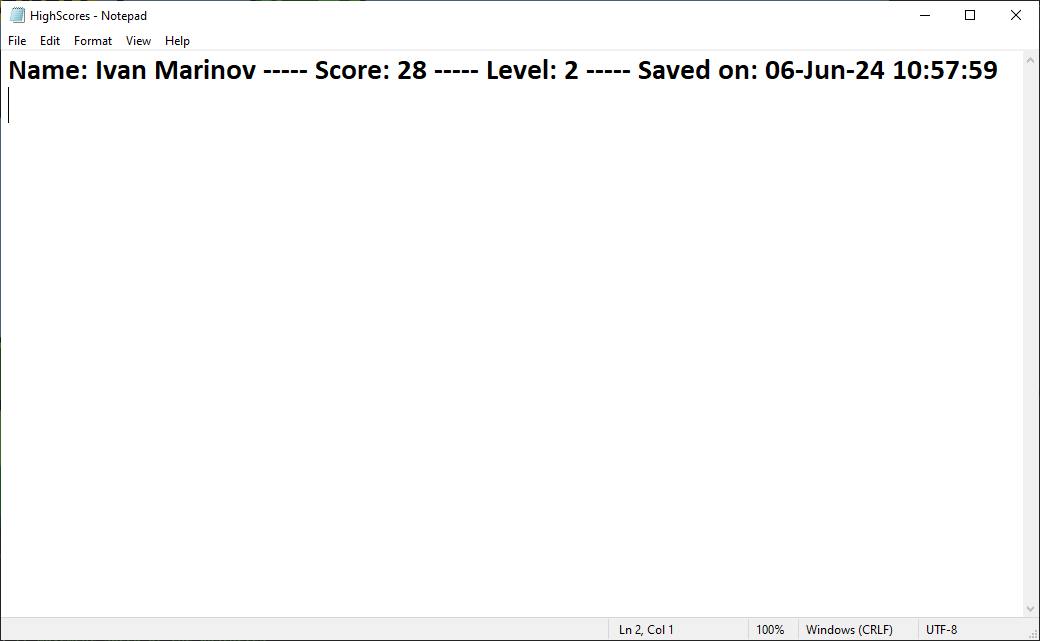 HighScores - Notepad
File Edit Format View Help
Name: Ivan Marinov ----- Score: 28 ----- Level: 2 ----- Saved on: 06-Jun-24 10:57:59
Ln 2, Col 1 100% Windows (CRLF) UTF-8